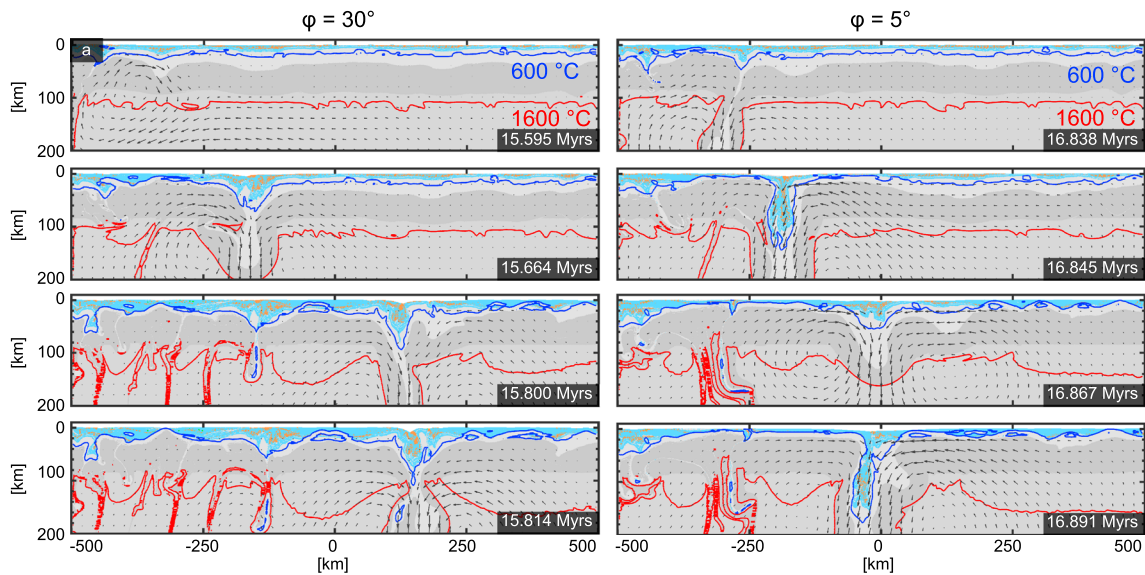 φ = 30°
φ = 5°
a
0
100
200
[km]
600 °C
1600 °C
15.595 Myrs
600 °C
1600 °C
16.838 Myrs
0
100
200
[km]
15.664 Myrs
16.845 Myrs
0
100
200
[km]
15.800 Myrs
16.867 Myrs
0
100
200
[km]
15.814 Myrs
16.891 Myrs
-500 -250 0 250 500
-500 -250 0 250 500
[km]
[km]